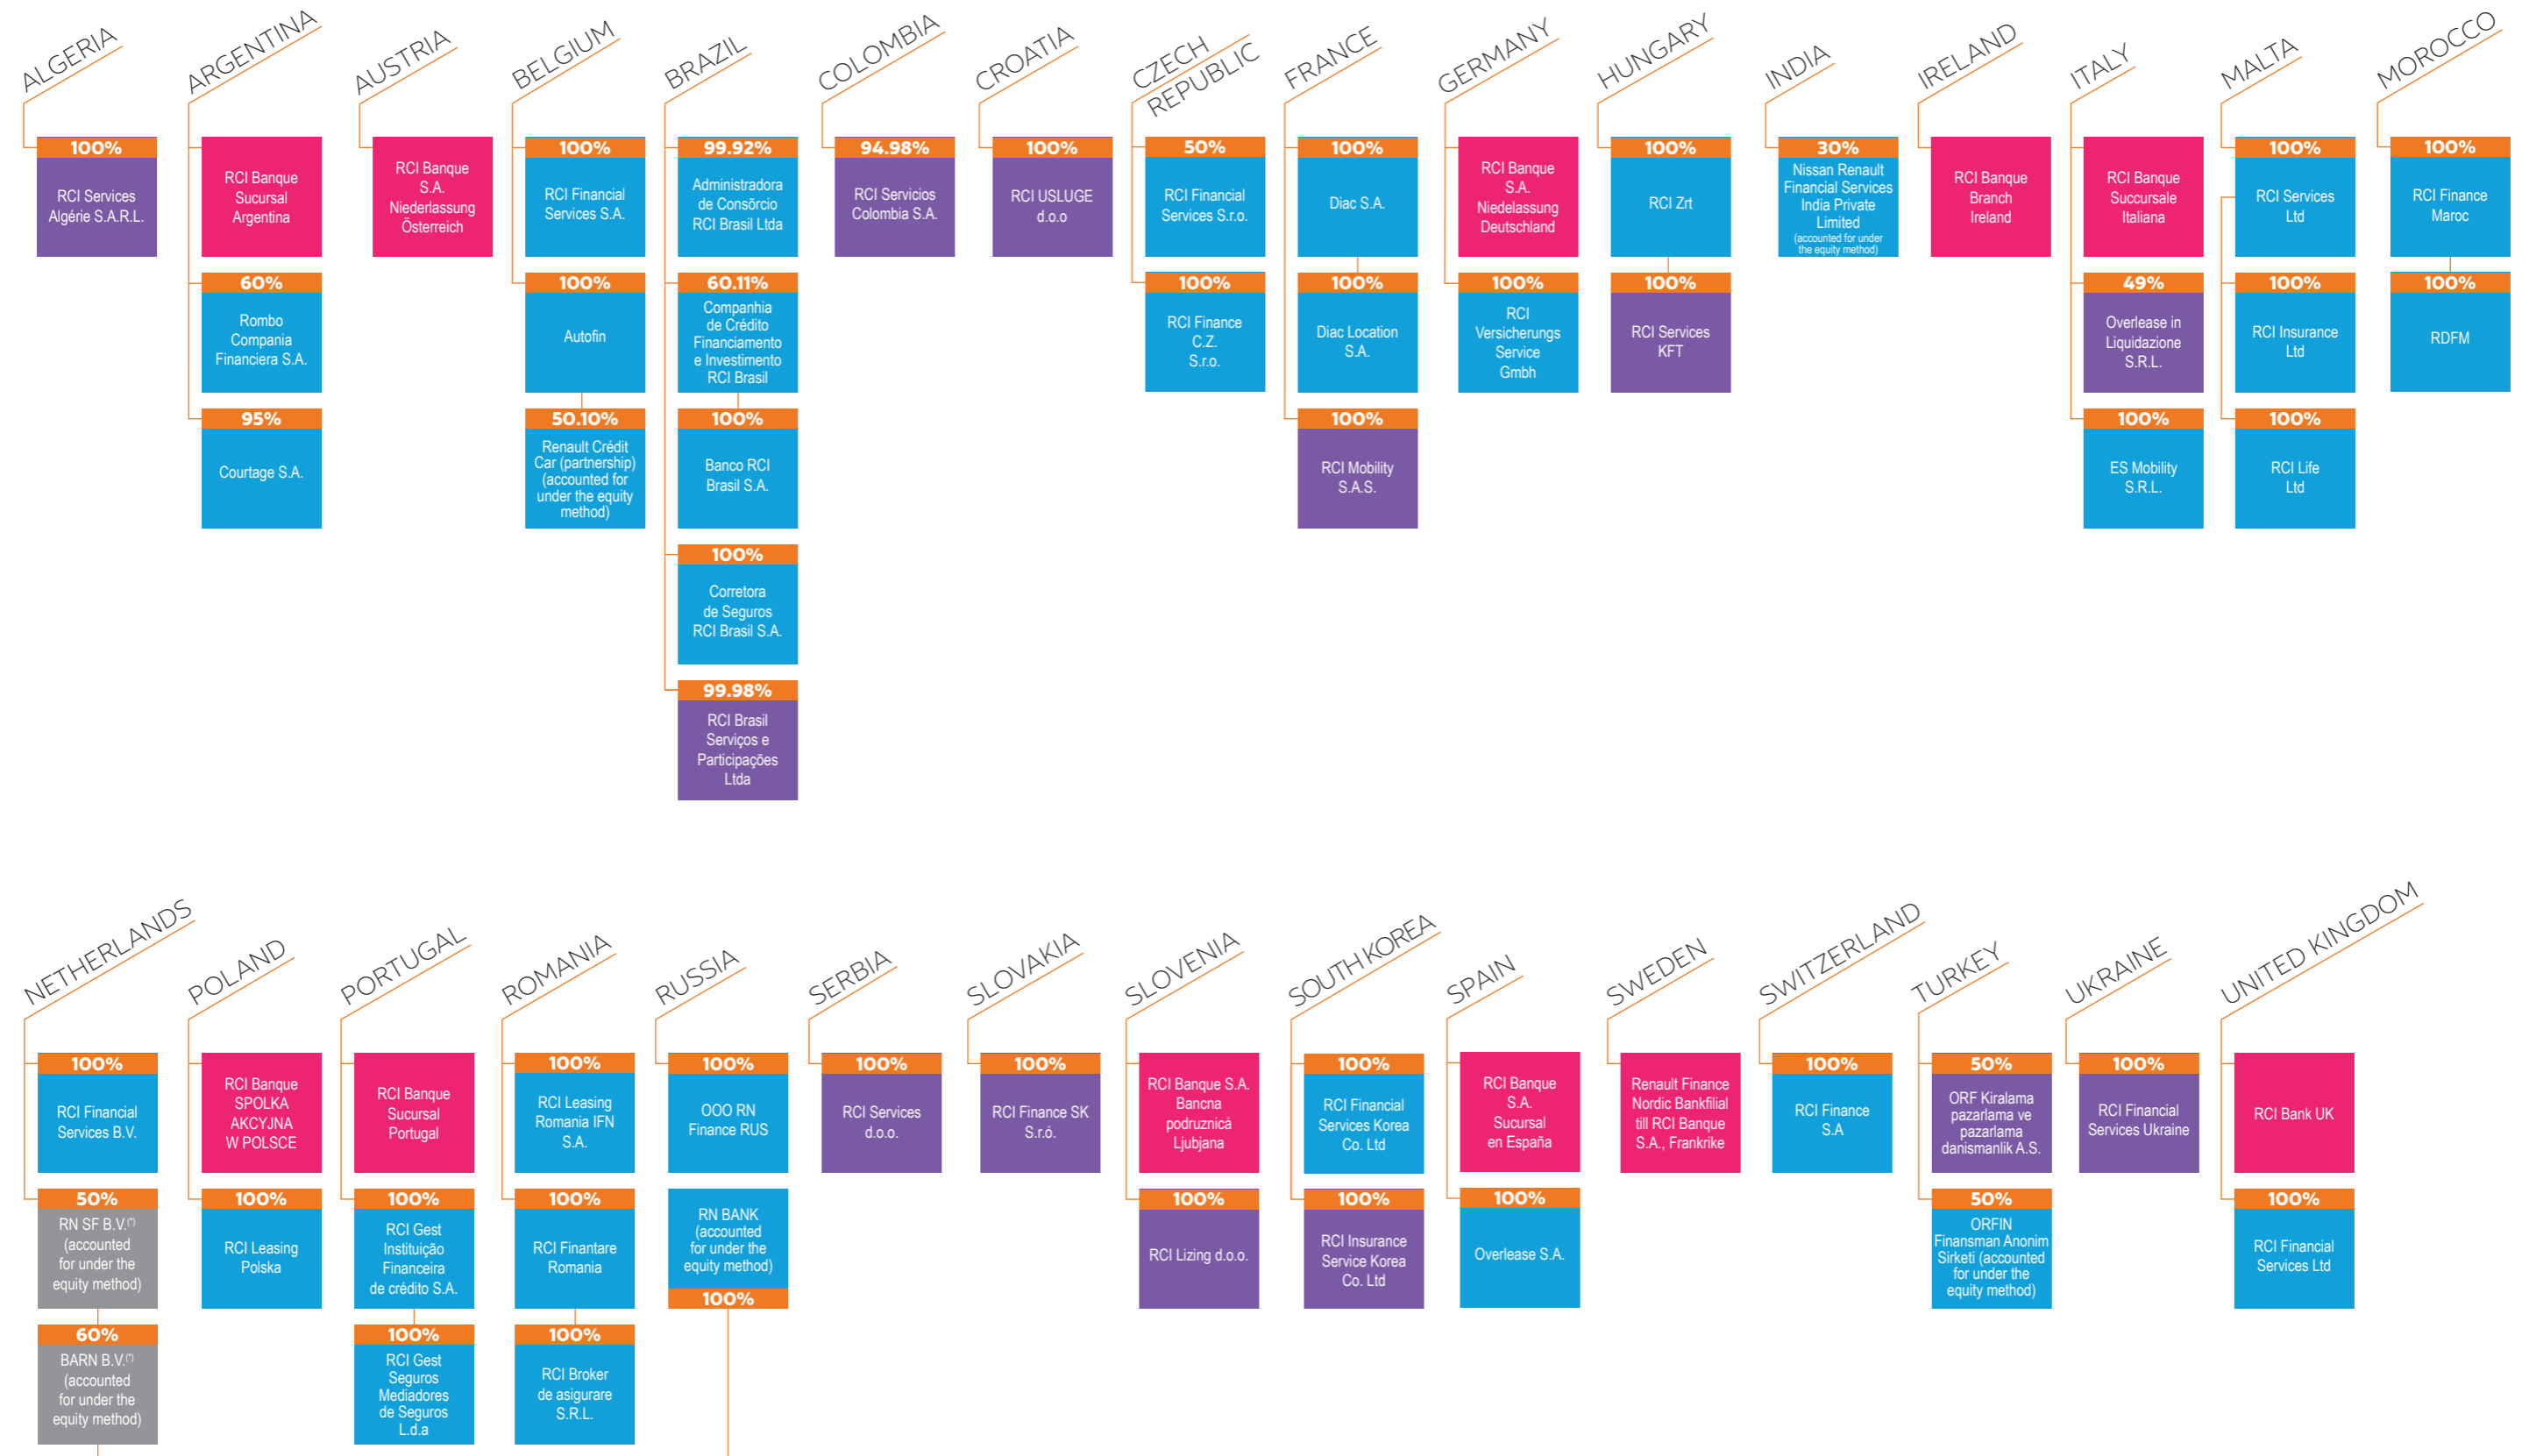 ALGERIA
100%
RCI Services
Algérie S.A.R.L.
ARGENTINA
RCI Banque
Sucursal
Argentina
60%
Rombo
Compania
Financiera S.A.
95%
Courtage S.A.
AUSTRIA
RCI Banque
S.A.
Niederlassung
Österreich
BELGIUM
100%
RCI Financial
Services S.A.
100%
Autofin
50.10%
Renault Crédit
Car (partnership)
(accounted for
under the equity
method)
BRAZIL
99.92%
Administradora
de Consõrcio
RCI Brasil Ltda
60.11%
Companhia
de Crédito
Financiamento
e Investimento
RCI Brasil
100%
Banco RCI
Brasil S.A.
100%
Corretora
de Seguros
RCI Brasil S.A.
99.98%
RCI Brasil
Serviços e
Participações
Ltda
COLOMBIA
94.98%
RCI Servicios
Colombia S.A.
CROATIA
100%
RCI USLUGE
d.o.o
CZECH
REPUBLIC
50%
RCI Financial
Services S.r.o.
100%
RCI Finance
C.Z.
S.r.o.
FRANCE
100%
Diac S.A.
100%
Diac Location
S.A.
100%
RCI Mobility
S.A.S.
GERMANY
RCI Banque
S.A.
Niedelassung
Deutschland
100%
RCI
Versicherungs
Service
Gmbh
HUNGARY
100%
RCI Zrt
100%
RCI Services
KFT
INDIA
30%
Nissan Renault
Financial Services
India Private
Limited
(accounted for under
the equity method)
IRELAND
RCI Banque
Branch
Ireland
ITALY
RCI Banque
Succursale
Italiana
49%
Overlease in
Liquidazione
S.R.L.
100%
ES Mobility
S.R.L.
MALTA
100%
RCI Services
Ltd
100%
RCI Insurance
Ltd
100%
RCI Life
Ltd
MOROCCO
100%
RCI Finance
Maroc
100%
RDFM
NETHERLANDS
100%
RCI Financial
Services B.V.
50%
RN SF B.V.(*)
(accounted
for under the
equity method)
60%
BARN B.V.(*)
(accounted
for under the
equity method)
POLAND
RCI Banque
SPOLKA
AKCYJNA
W POLSCE
100%
RCI Leasing
Polska
PORTUGAL
RCI Banque
Sucursal
Portugal
100%
RCI Gest
Instituição
Financeira
de crédito S.A.
100%
RCI Gest
Seguros
Mediadores
de Seguros
L.d.a
ROMANIA
100%
RCI Leasing
Romania IFN
S.A.
100%
RCI Finantare
Romania
100%
RCI Broker
de asigurare
S.R.L.
RUSSIA
100%
OOO RN
Finance RUS
RN BANK
(accounted
for under the
equity method)
100%
SERBIA
100%
RCI Services
d.o.o.
SLOVAKIA
100%
RCI Finance SK
S.r.ó.
SLOVENIA
RCI Banque S.A.
Bancna
podruznicà
Ljubjana
100%
RCI Lizing d.o.o.
SOUTH KOREA
100%
RCI Financial
Services Korea
Co. Ltd
100%
RCI Insurance
Service Korea
Co. Ltd
SPAIN
RCI Banque
S.A.
Sucursal
en España
100%
Overlease S.A.
SWEDEN
Renault Finance
Nordic Bankfilial
till RCI Banque
S.A., Frankrike
SWITZERLAND
100%
RCI Finance
S.A
TURKEY
50%
ORF Kiralama
pazarlama ve
pazarlama
danismanlik A.S.
50%
ORFIN
Finansman Anonim
Sirketi (accounted
for under the
equity method)
UKRAINE
100%
RCI Financial
Services Ukraine
UNITED KINGDOM
RCI Bank UK
100%
RCI Financial
Services Ltd